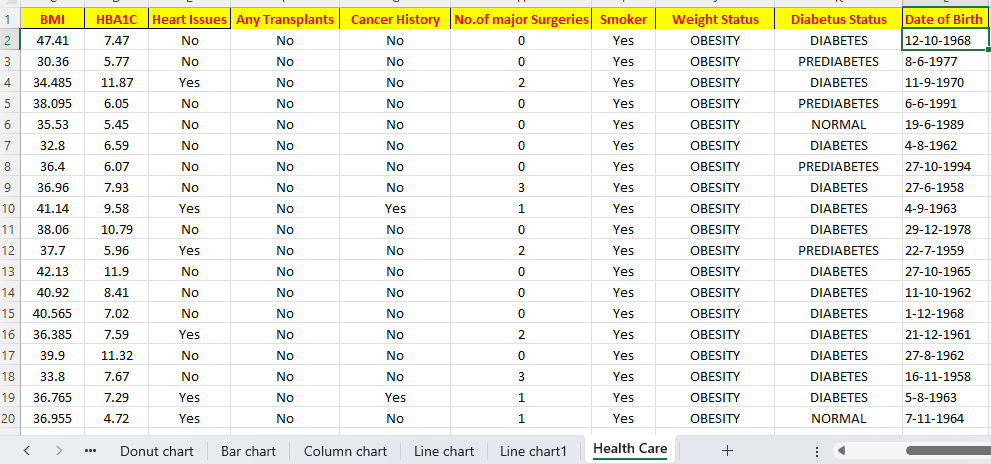 1 BMI HBA1C Heart Issues Any Transplants Cancer History No.of major Surgeries Smoker Weight Status Diabetus Status Date of Birth
2 47.41 7.47 No No No 0 Yes OBESITY DIABETES 12-10-1968
3 30.36 5.77 No No No 0 Yes OBESITY PREDIABETES 8-6-1977
4 34.485 11.87 Yes No No 2 Yes OBESITY DIABETES 11-9-1970
5 38.095 6.05 No No No 0 Yes OBESITY PREDIABETES 6-6-1991
6 35.53 5.45 No No No 0 Yes OBESITY NORMAL 19-6-1989
7 32.8 6.59 No No No 0 Yes OBESITY DIABETES 4-8-1962
8 36.4 6.07 No No No 0 Yes OBESITY PREDIABETES 27-10-1994
9 36.96 7.93 No No No 3 Yes OBESITY DIABETES 27-6-1958
10 41.14 9.58 Yes No Yes 1 Yes OBESITY DIABETES 4-9-1963
11 38.06 10.79 No No No 0 Yes OBESITY DIABETES 29-12-1978
12 37.7 5.96 Yes No No 2 Yes OBESITY PREDIABETES 22-7-1959
13 42.13 11.9 No No No 0 Yes OBESITY DIABETES 27-10-1965
14 40.92 8.41 No No No 0 Yes OBESITY DIABETES 11-10-1962
15 40.565 7.02 No No No 0 Yes OBESITY DIABETES 1-12-1968
16 36.385 7.59 Yes No No 2 Yes OBESITY DIABETES 21-12-1961
17 39.9 11.32 No No No 0 Yes OBESITY DIABETES 27-8-1962
18 33.8 7.67 No No No 3 Yes OBESITY DIABETES 16-11-1958
19 36.765 7.29 Yes No Yes 1 Yes OBESITY DIABETES 5-8-1963
20 36.955 4.72 Yes No No 1 Yes OBESITY NORMAL 7-11-1964
Donut chart Bar chart Column chart Line chart Line chart1 Health Care